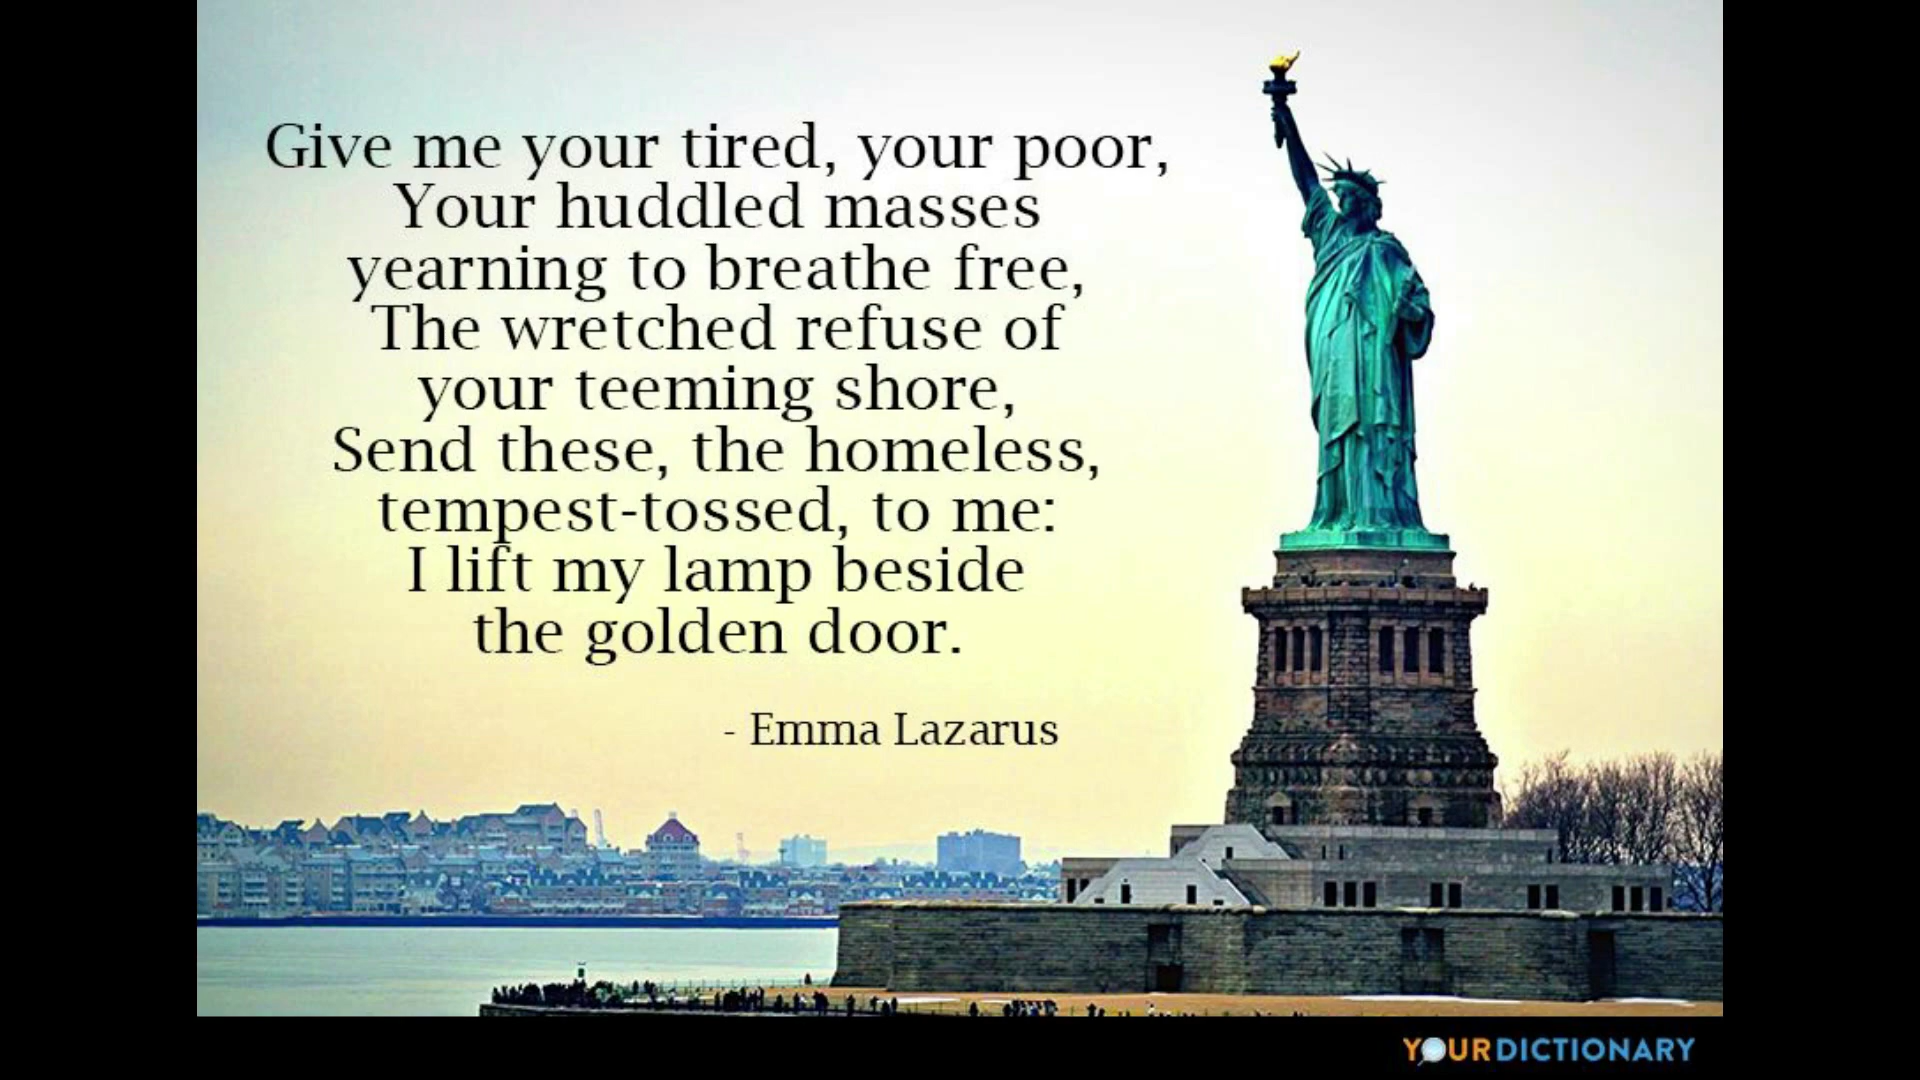 Give me your tired, your poor,
Your huddled masses
yearning to breathe free,
The wretched refuse of
your teeming shore,
Send these, the homeless,
tempest-tossed, to me:
I lift my lamp beside
the golden door.
- Emma Lazarus
YOURDICTIONARY